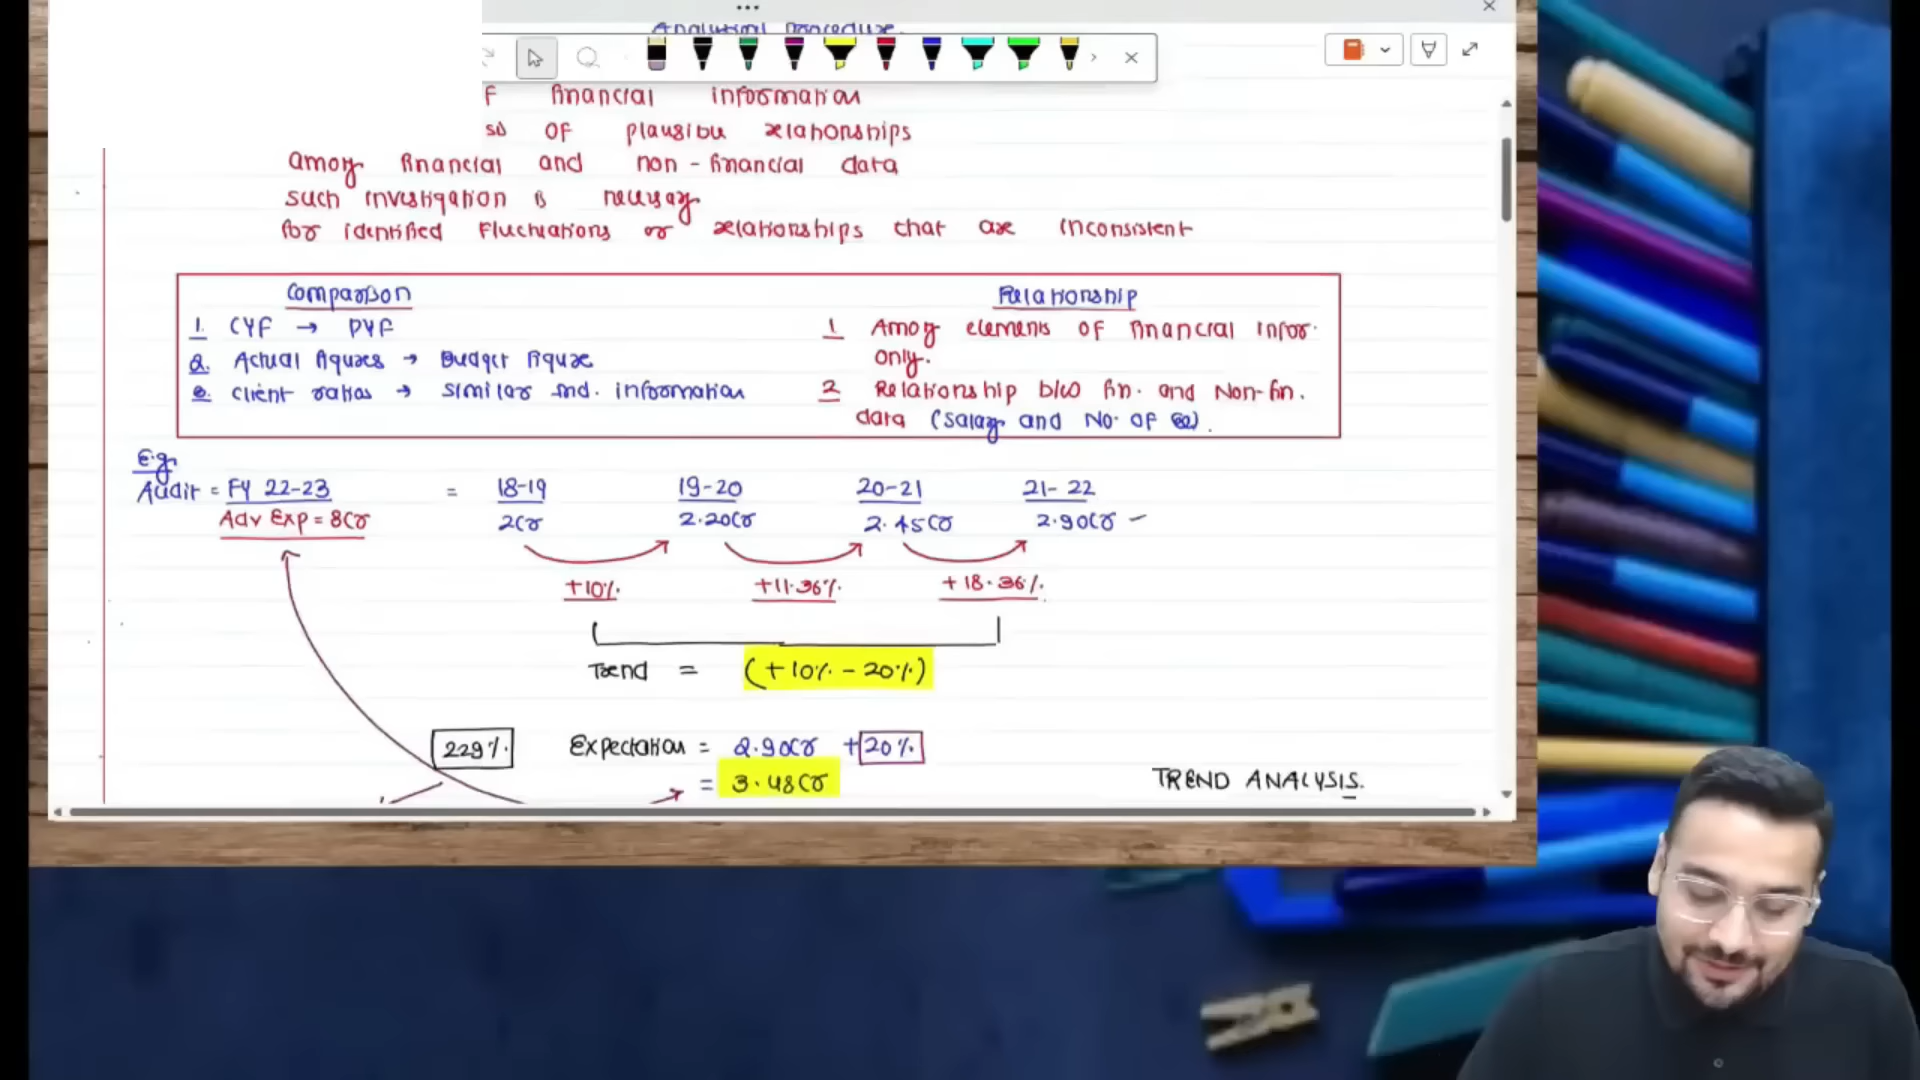 Analytical Procedure
F financial information
sis OF plausible relationships
among financial and non-financial data
such investigation is necessary
for identified Fluctuations or relationships that are inconsistent
Comparison
1. CYF → PYF
2. Actual figures → Budget figure
3. Client ratios → similar ind. information
Relationship
1 Among elements of financial infor.
only.
2 Relationship b/w fin. and Non-fin.
data (salary and No. of ee).
E.g.
Audit = FY 22-23 = 18-19 19-20 20-21 21-22
Adv Exp = 8Cr 2Cr 2.20Cr 2.45Cr 2.90Cr
+10% +11.36% +18.36%
Trend = (+10% - 20%)
229% Expectation = 2.90Cr + 20%
= 3.48Cr
TREND ANALYSIS.